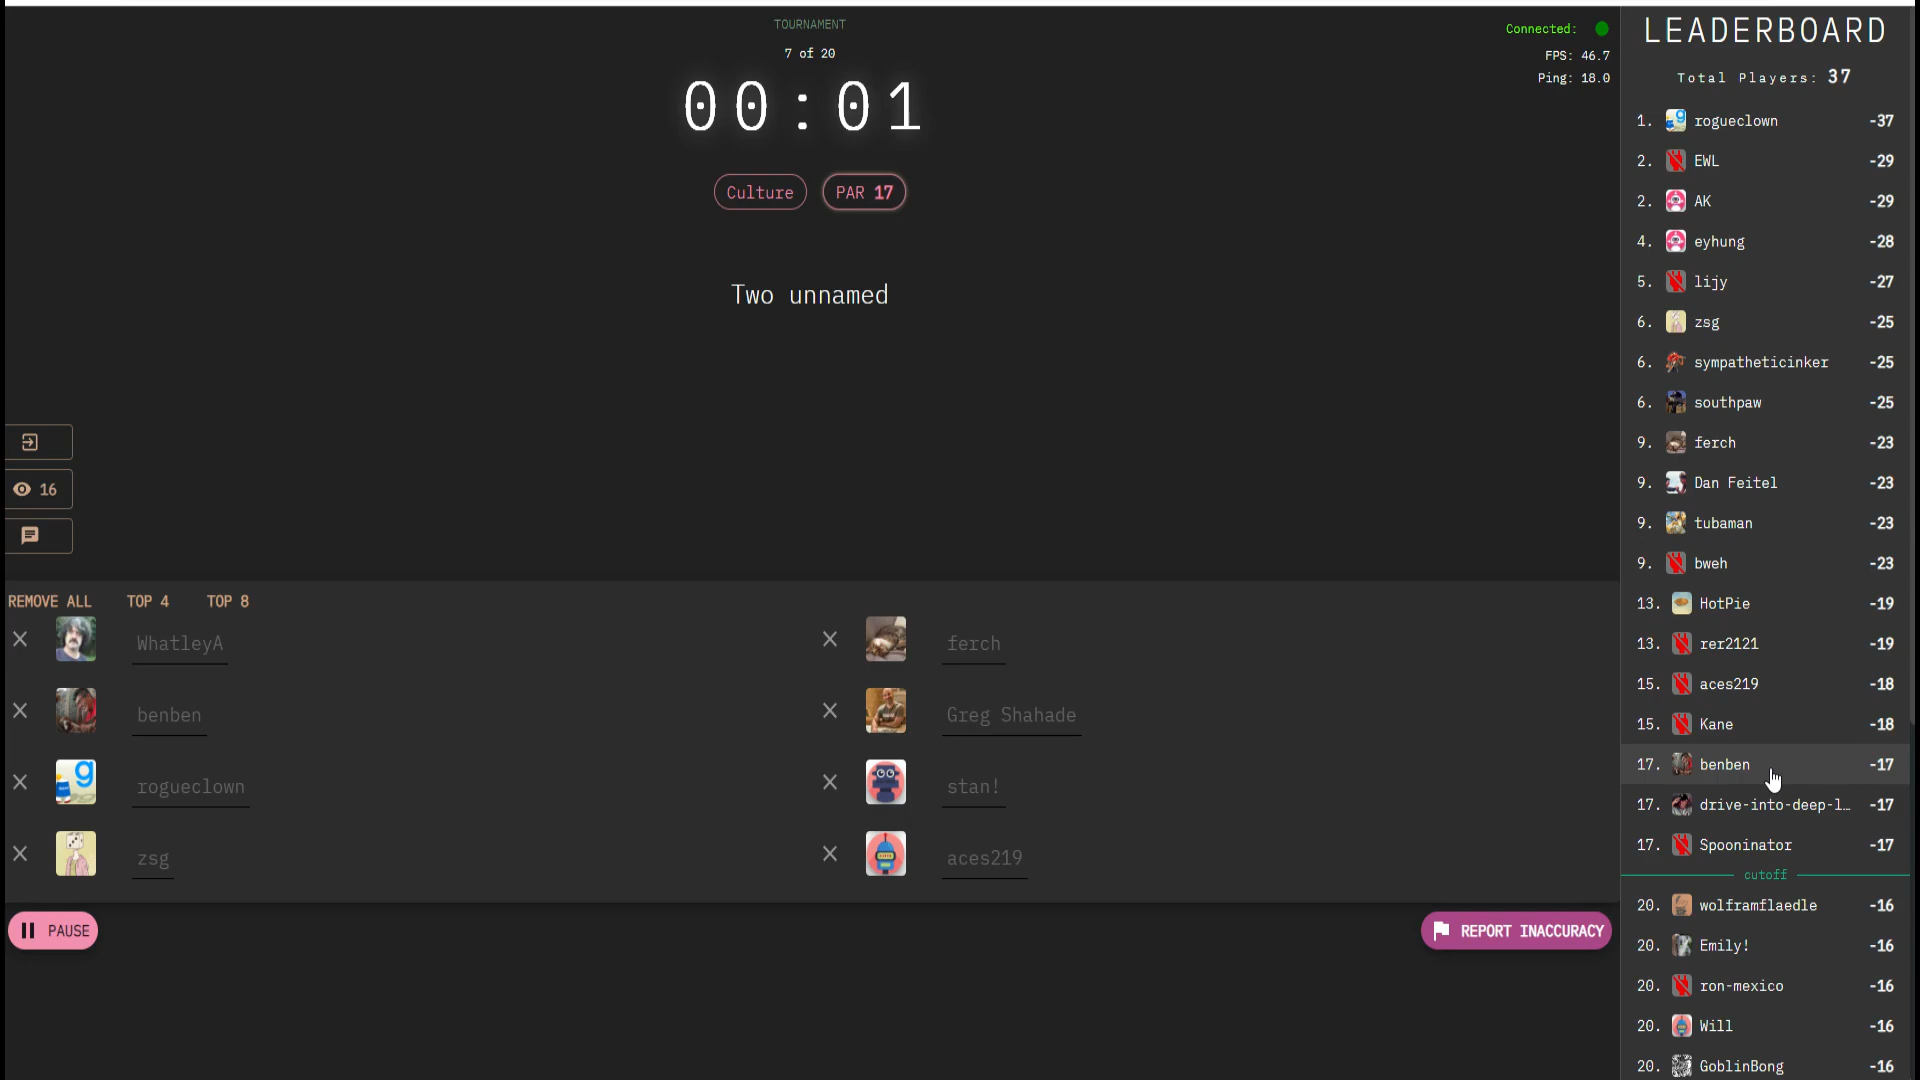 TOURNAMENT
7 of 20
00:01
Culture
PAR 17
Two unnamed
Connected:
FPS: 46.7
Ping: 18.0
16
REMOVE ALL TOP 4 TOP 8
WhatleyA
ferch
benben
Greg Shahade
rogueclown
stan!
zsg
aces219
PAUSE
REPORT INACCURACY
LEADERBOARD
Total Players: 37
1. rogueclown -37
2. EWL -29
2. AK -29
4. eyhung -28
5. lijy -27
6. zsg -25
6. sympatheticinker -25
6. southpaw -25
9. ferch -23
9. Dan Feitel -23
9. tubaman -23
9. bweh -23
13. HotPie -19
13. rer2121 -19
15. aces219 -18
15. Kane -18
17. benben -17
17. drive-into-deep-l… -17
17. Spooninator -17
cutoff
20. wolframflaedle -16
20. Emily! -16
20. ron-mexico -16
20. Will -16
20. GoblinBong -16